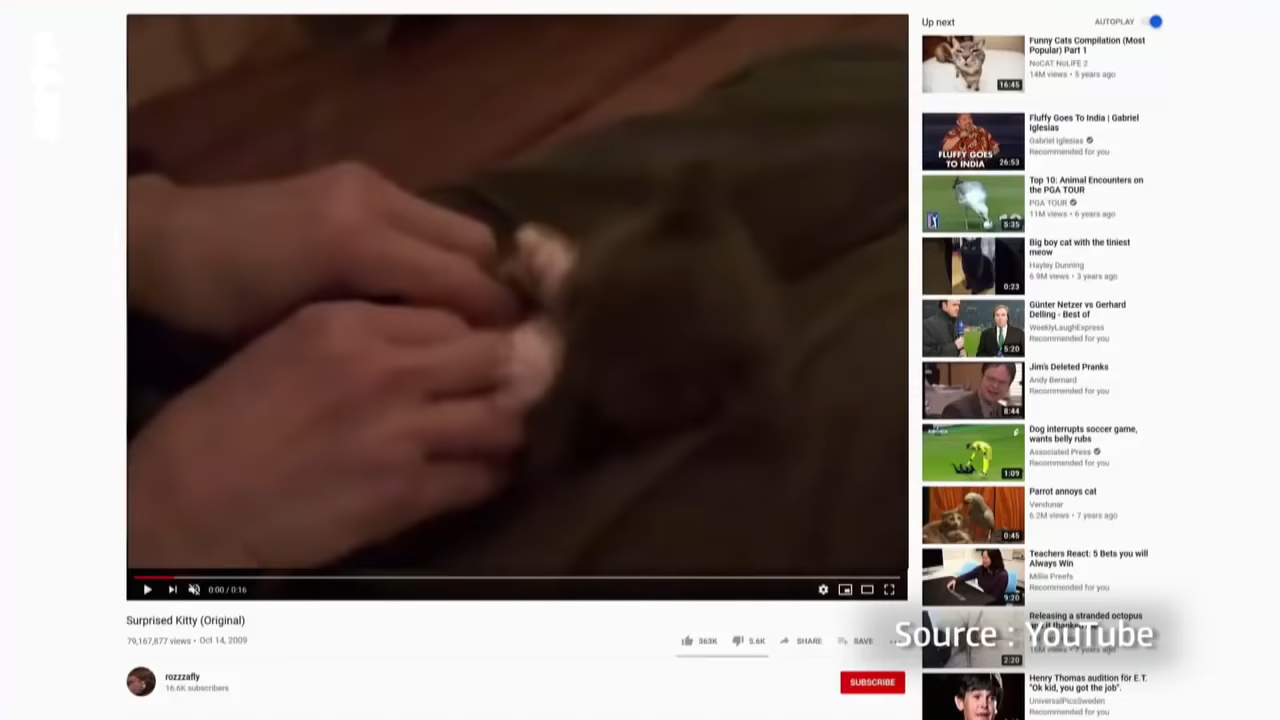 Up next
AUTOPLAY
Funny Cats Compilation (Most
Popular) Part 1
NoCAT NoLiFE 2
14M views • 5 years ago
16:45
Fluffy Goes To India | Gabriel
Iglesias
Gabriel Iglesias
Recommended for you
FLUFFY GOES
TO INDIA
26:53
Top 10: Animal Encounters on
the PGA TOUR
PGA TOUR
11M views • 6 years ago
5:35
Big boy cat with the tiniest
meow
Hayley Dunning
6.9M views • 3 years ago
0:23
Günter Netzer vs Gerhard
Delling - Best of
WeeklyLaughExpress
Recommended for you
5:20
Jim's Deleted Pranks
Andy Bernard
Recommended for you
8:44
Dog interrupts soccer game,
wants belly rubs
Associated Press
Recommended for you
1:09
Parrot annoys cat
Vendunar
6.2M views • 7 years ago
0:45
Teachers React: 5 Bets you will
Always Win
Millie Preefs
Recommended for you
9:20
Releasing a stranded octopus
16M views • 7 years ago
2:20
Henry Thomas audition for E.T.
"Ok kid, you got the job".
UniversalPicsSweden
Recommended for you
0:00 / 0:16
Surprised Kitty (Original)
79,167,877 views • Oct 14, 2009
363K
5.6K
SHARE
SAVE
Source : YouTube
rozzzafly
16.6K subscribers
SUBSCRIBE